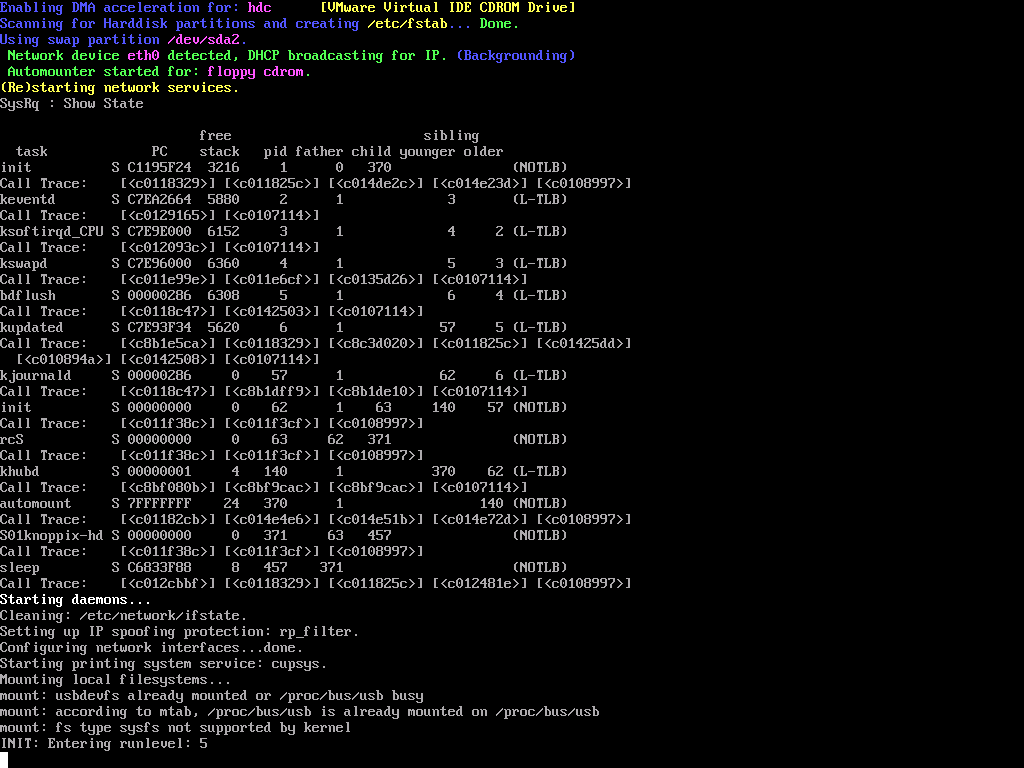 Enabling DMA acceleration for: hdc      [VMware Virtual IDE CDROM Drive]
Scanning for Harddisk partitions and creating /etc/fstab... Done.
Using swap partition /dev/sda2.
 Network device eth0 detected, DHCP broadcasting for IP. (Backgrounding)
 Automounter started for: floppy cdrom.
(Re)starting network services.
SysRq : Show State

                         free                        sibling
  task             PC    stack   pid father child younger older
init          S C1195F24  3216     1      0   370               (NOTLB)
Call Trace:    [<c0118329>] [<c011825c>] [<c014de2c>] [<c014e23d>] [<c0108997>]
keventd       S C7EA2664  5880     2      1             3       (L-TLB)
Call Trace:    [<c0129165>] [<c0107114>]
ksoftirqd_CPU S C7E9E000  6152     3      1             4     2 (L-TLB)
Call Trace:    [<c012093c>] [<c0107114>]
kswapd        S C7E96000  6360     4      1             5     3 (L-TLB)
Call Trace:    [<c011e99e>] [<c011e6cf>] [<c0135d26>] [<c0107114>]
bdflush       S 00000286  6308     5      1             6     4 (L-TLB)
Call Trace:    [<c0118c47>] [<c0142503>] [<c0107114>]
kupdated      S C7E93F34  5620     6      1            57     5 (L-TLB)
Call Trace:    [<c8b1e5ca>] [<c0118329>] [<c8c3d020>] [<c011825c>] [<c01425dd>]
  [<c010894a>] [<c0142508>] [<c0107114>]
kjournald     S 00000286     0    57      1            62     6 (L-TLB)
Call Trace:    [<c0118c47>] [<c8b1dff9>] [<c8b1de10>] [<c0107114>]
init          S 00000000     0    62      1    63     140    57 (NOTLB)
Call Trace:    [<c011f38c>] [<c011f3cf>] [<c0108997>]
rcS           S 00000000     0    63     62   371               (NOTLB)
Call Trace:    [<c011f38c>] [<c011f3cf>] [<c0108997>]
khubd         S 00000001     4   140      1           370    62 (L-TLB)
Call Trace:    [<c8bf080b>] [<c8bf9cac>] [<c8bf9cac>] [<c0107114>]
automount     S 7FFFFFFF    24   370      1                 140 (NOTLB)
Call Trace:    [<c01182cb>] [<c014e4e6>] [<c014e51b>] [<c014e72d>] [<c0108997>]
S01knoppix-hd S 00000000     0   371     63   457               (NOTLB)
Call Trace:    [<c011f38c>] [<c011f3cf>] [<c0108997>]
sleep         S C6833F88     8   457    371                     (NOTLB)
Call Trace:    [<c012cbbf>] [<c0118329>] [<c011825c>] [<c012481e>] [<c0108997>]
Starting daemons...
Cleaning: /etc/network/ifstate.
Setting up IP spoofing protection: rp_filter.
Configuring network interfaces...done.
Starting printing system service: cupsys.
Mounting local filesystems...
mount: usbdevfs already mounted or /proc/bus/usb busy
mount: according to mtab, /proc/bus/usb is already mounted on /proc/bus/usb
mount: fs type sysfs not supported by kernel
INIT: Entering runlevel: 5